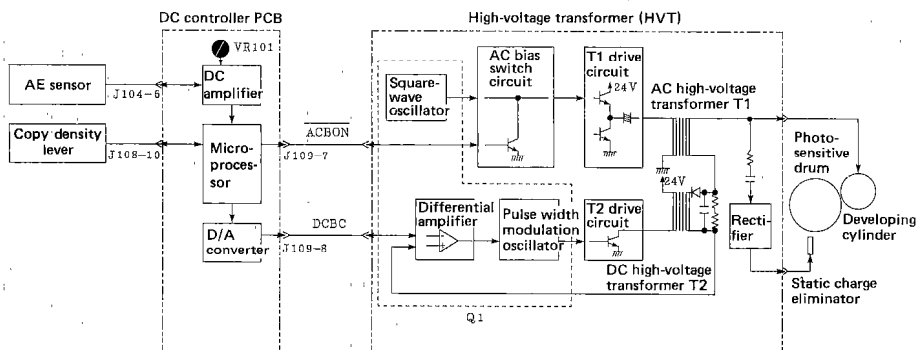 DC controller PCB
High-voltage transformer (HVT)
VR101
AE sensor
J104-6
DC
amplifier
Copy density
lever
J108-10
Micro-
proces-
sor
ACBON
J109-7
D/A
converter
DCBC
J109-8
Square-
wave
oscillator
AC bias
switch
circuit
T1 drive
circuit
24V
AC high-voltage
transformer T1
24V
Differential
amplifier
Pulse width
modulation
oscillator
T2 drive
circuit
DC high-voltage
transformer T2
Q1
Recti-
fier
Photo-
sensitive
drum
Developing
cylinder
Static charge
eliminator